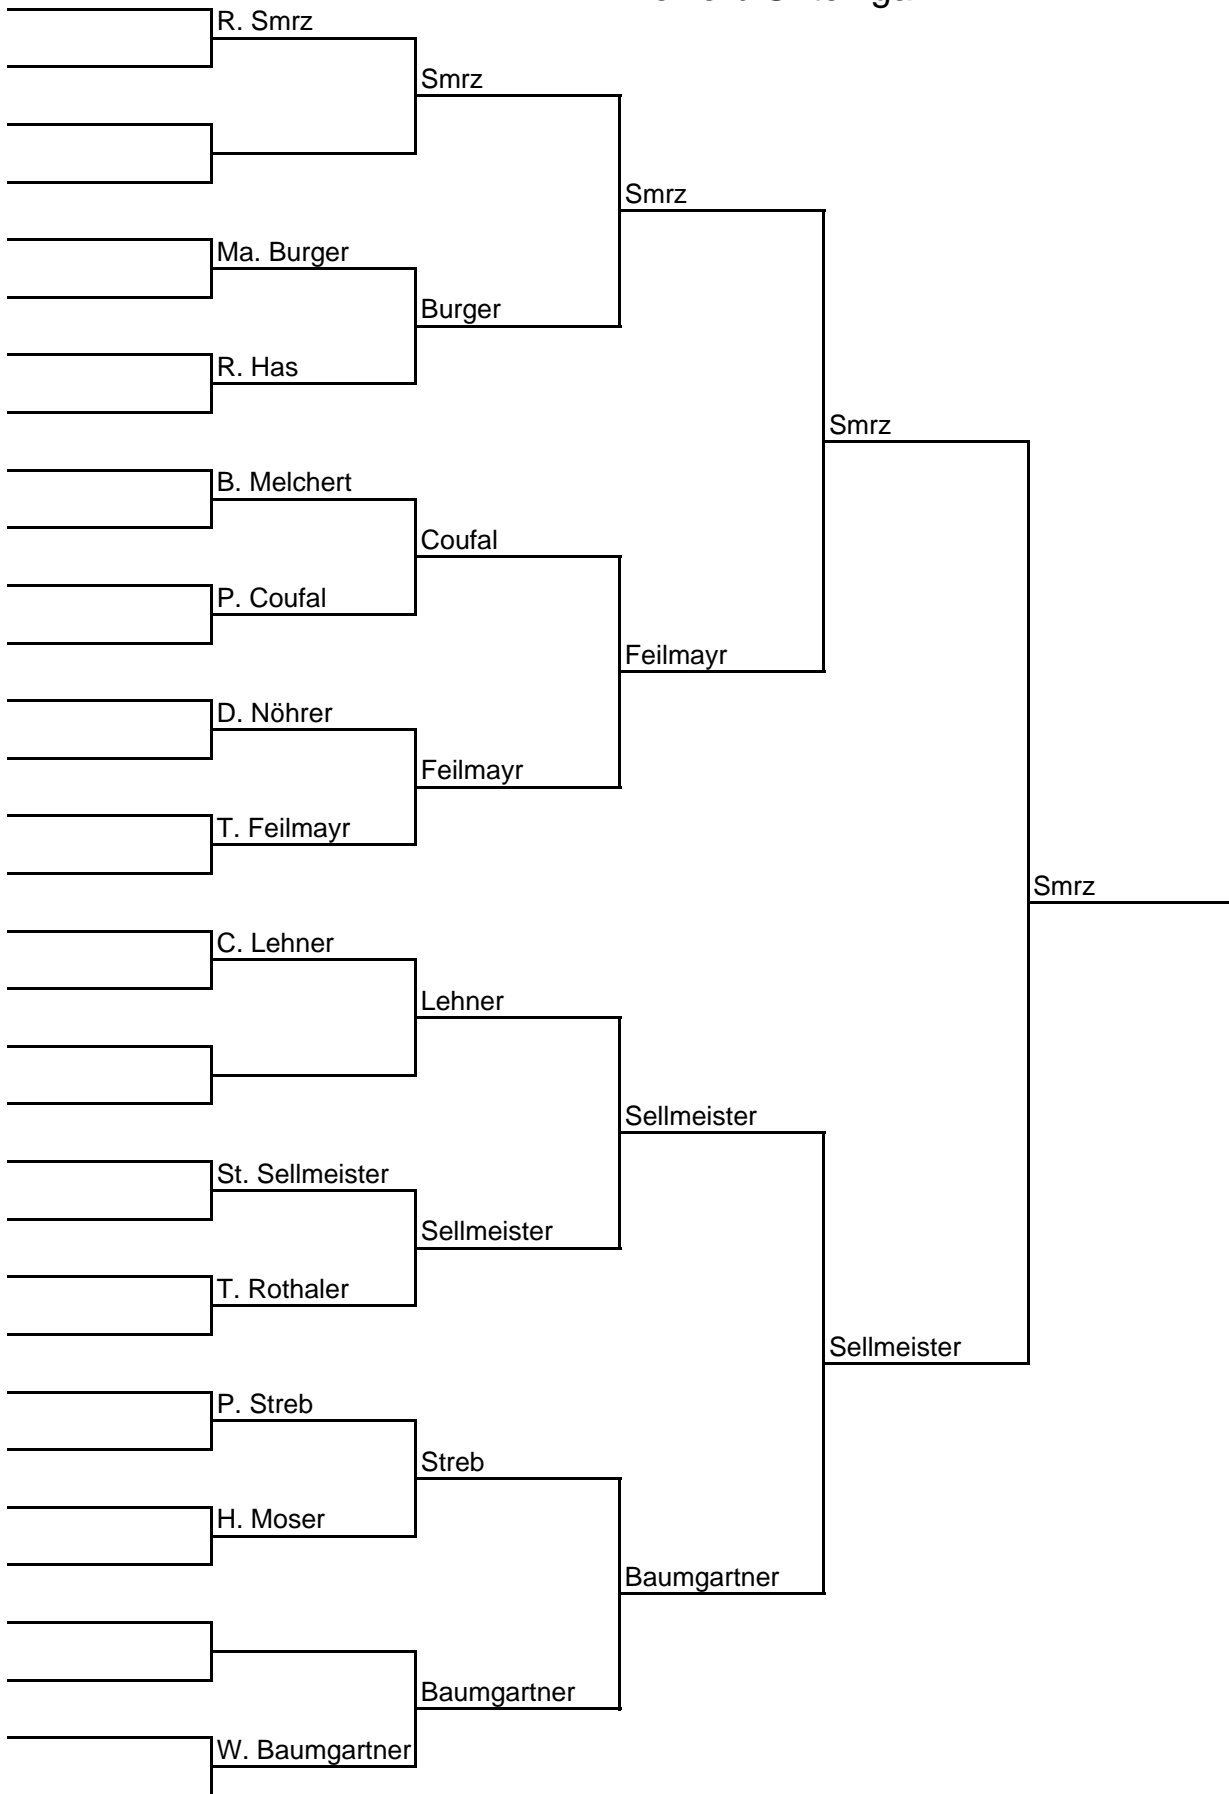 R. Smrz
Smrz
Smrz
Ma. Burger
Burger
R. Has
Smrz
B. Melchert
Coufal
P. Coufal
Feilmayr
D. Nöhrer
Feilmayr
T. Feilmayr
Smrz
C. Lehner
Lehner
Sellmeister
St. Sellmeister
Sellmeister
T. Rothaler
Sellmeister
P. Streb
Streb
H. Moser
Baumgartner
Baumgartner
W. Baumgartner